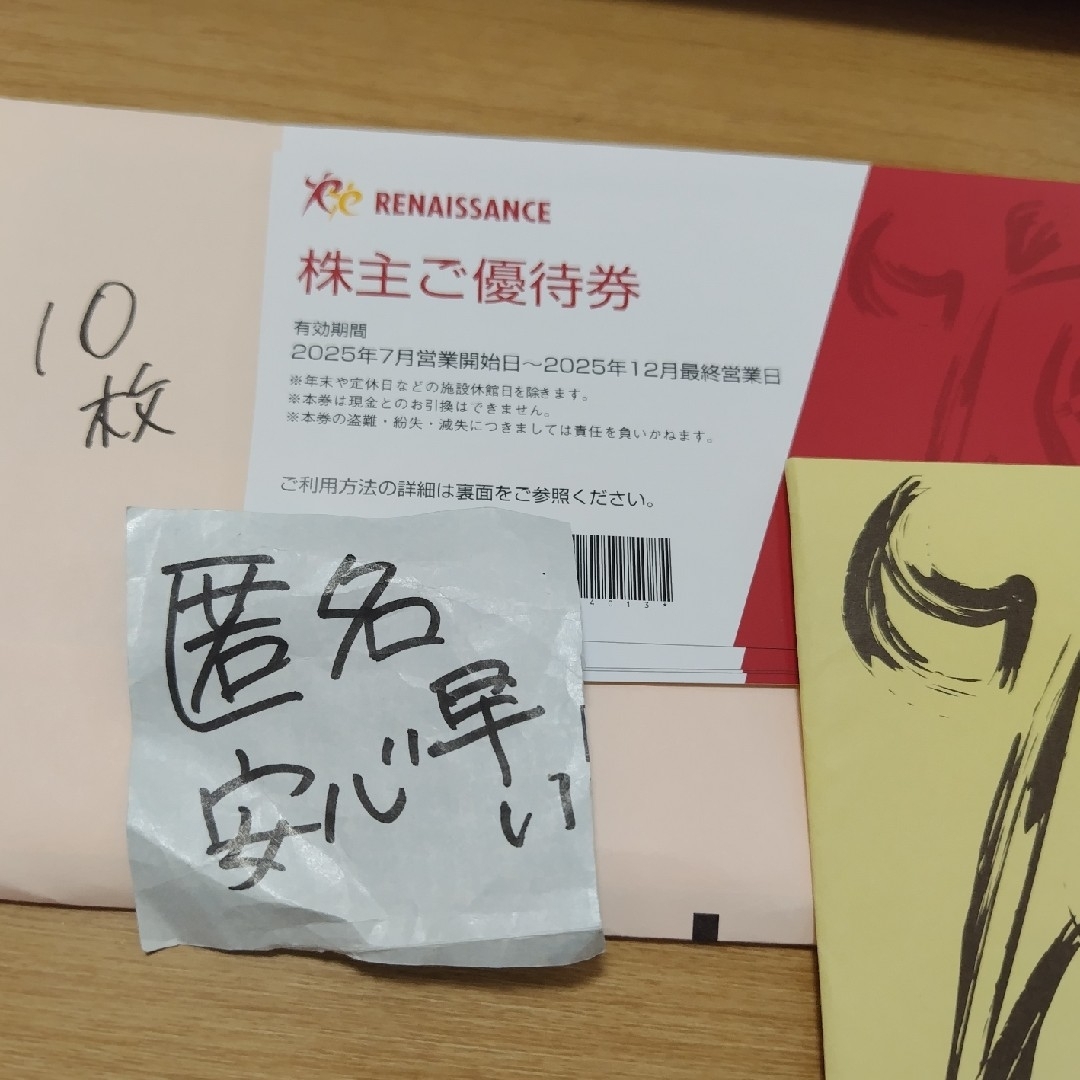 RENAISSANCE
株主ご優待券
有効期間
2025年7月営業開始日～2025年12月最終営業日
※年末や定休日などの施設休館日を除きます。
※本券は現金とのお引換はできません。
※本券の盗難・紛失・滅失につきましては責任を負いかねます。
ご利用方法の詳細は裏面をご参照ください。
10
枚
匿名
早い
安心